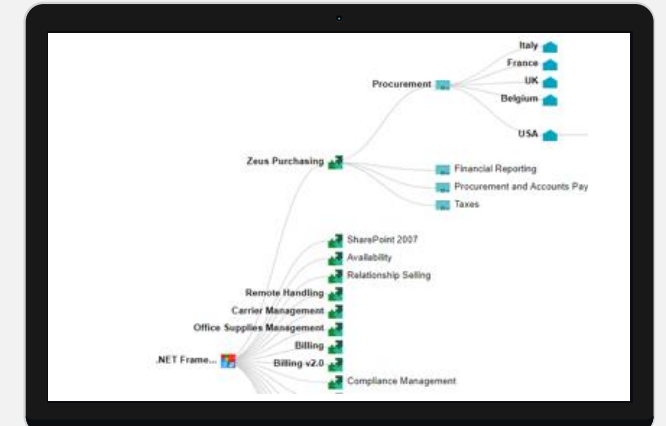 Italy
France
Procurement
UK
Belgium
USA
Zeus Purchasing
Financial Reporting
Procurement and Accounts Pay
Taxes
SharePoint 2007
Availability
Relationship Selling
Remote Handling
Carrier Management
Office Supplies Management
Billing
.NET Frame...
Billing v2.0
Compliance Management